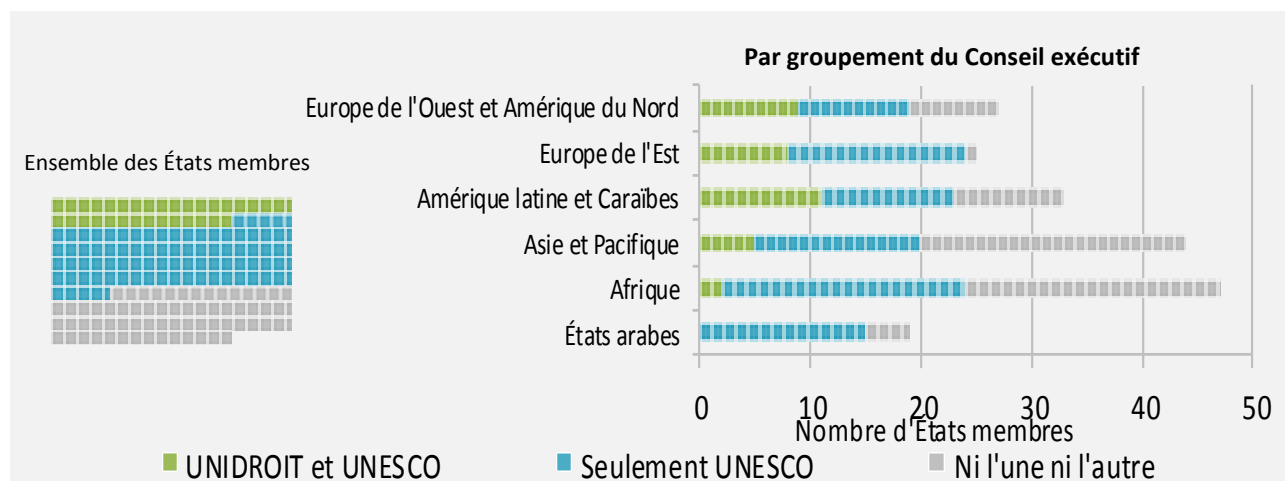 Par groupement du Conseil exécutif
Ensemble des États membres
Europe de l'Ouest et Amérique du Nord
Europe de l'Est
Amérique latine et Caraïbes
Asie et Pacifique
Afrique
États arabes
0 10 20 30 40 50
Nombre d'Etats membres
UNIDROIT et UNESCO Seulement UNESCO Ni l'une ni l'autre